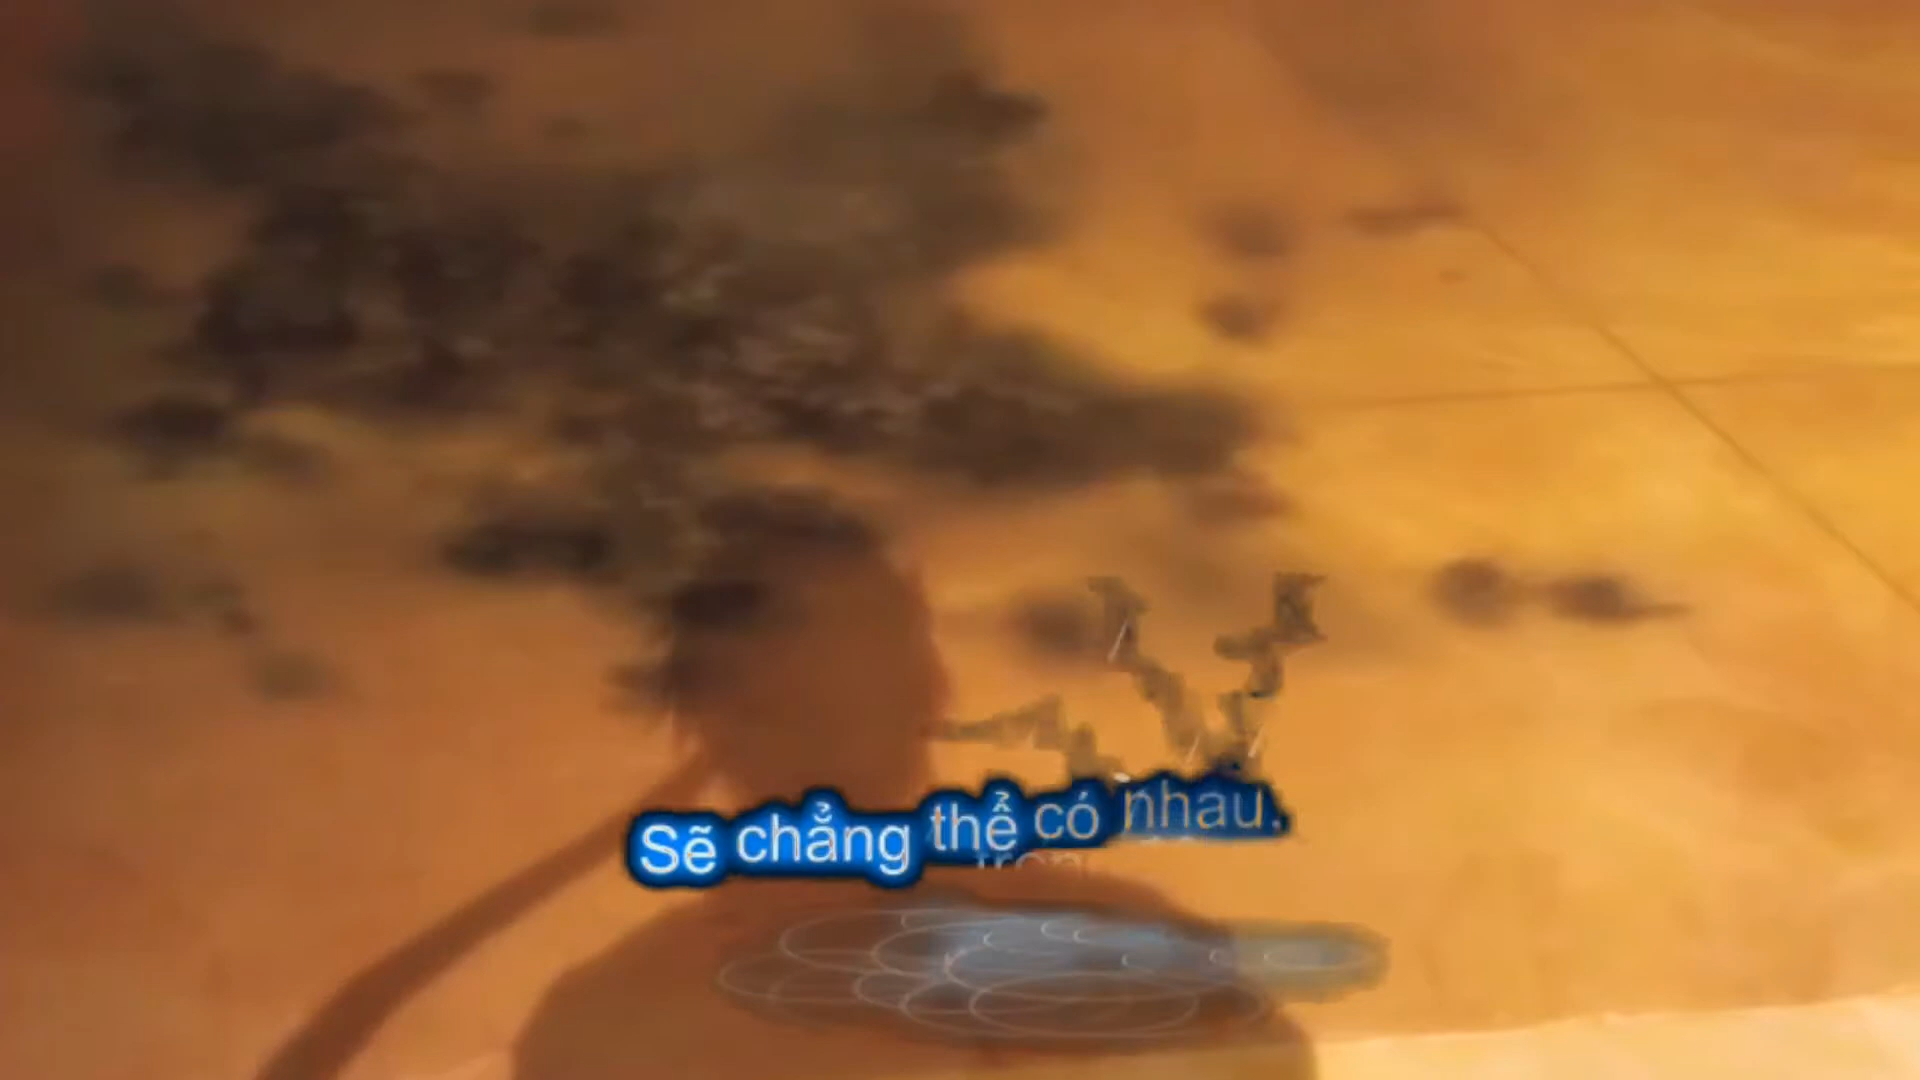 Sẽ chẳng thể có nhau.